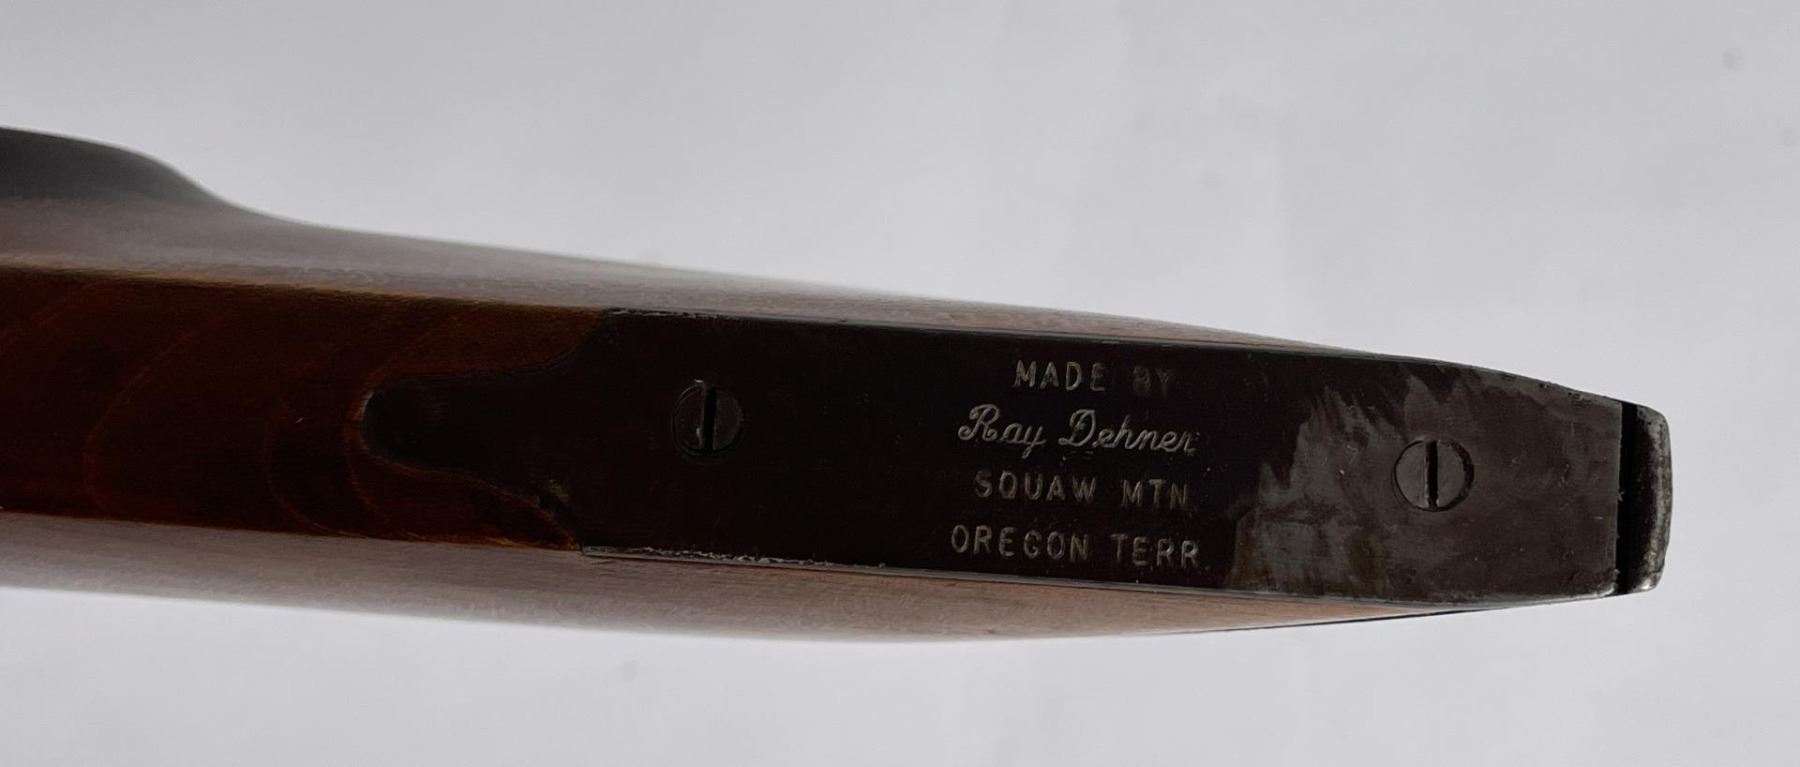 MADE BY
Ray Dehner
SQUAW MTN.
OREGON TERR.